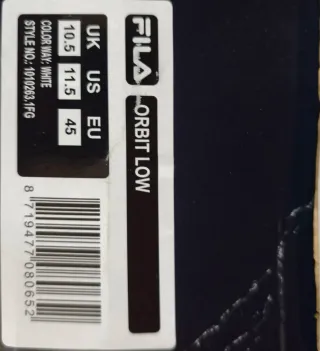 FILA
ORBIT LOW
UK US EU
10.5 11.5 45
COLOR WAY: WHITE
STYLE NO.: 1010263.1FG
8 719477 080652